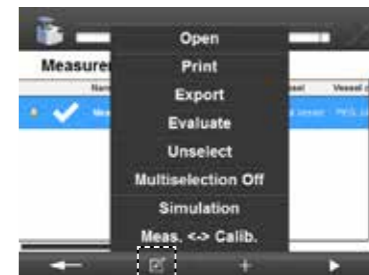 Open
Measure
Print
Export
Evaluate
Unselect
Multiselection Off
Simulation
Meas. <-> Calib.